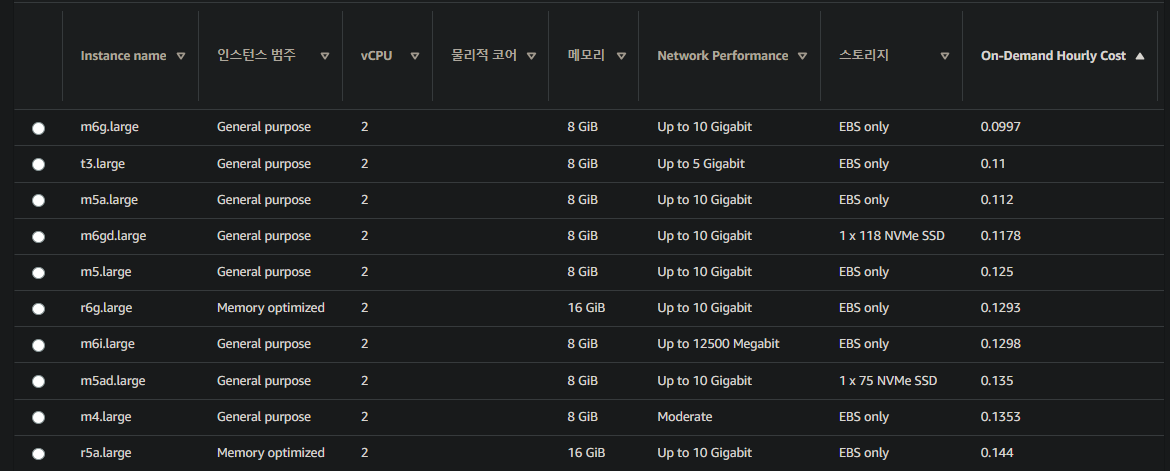 Instance name 인스턴스 범주 vCPU 물리적 코어 메모리 Network Performance 스토리지 On-Demand Hourly Cost
m6g.large General purpose 2 8 GiB Up to 10 Gigabit EBS only 0.0997
t3.large General purpose 2 8 GiB Up to 5 Gigabit EBS only 0.11
m5a.large General purpose 2 8 GiB Up to 10 Gigabit EBS only 0.112
m6gd.large General purpose 2 8 GiB Up to 10 Gigabit 1 x 118 NVMe SSD 0.1178
m5.large General purpose 2 8 GiB Up to 10 Gigabit EBS only 0.125
r6g.large Memory optimized 2 16 GiB Up to 10 Gigabit EBS only 0.1293
m6i.large General purpose 2 8 GiB Up to 12500 Megabit EBS only 0.1298
m5ad.large General purpose 2 8 GiB Up to 10 Gigabit 1 x 75 NVMe SSD 0.135
m4.large General purpose 2 8 GiB Moderate EBS only 0.1353
r5a.large Memory optimized 2 16 GiB Up to 10 Gigabit EBS only 0.144